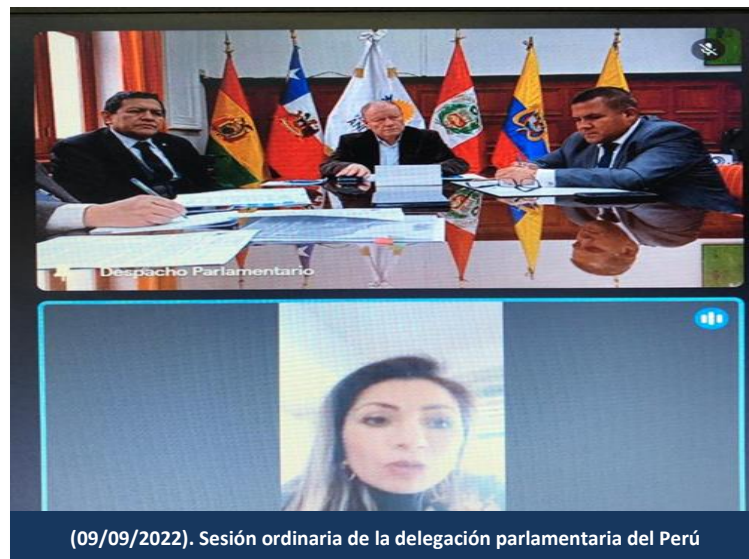 Despacho Parlamentario
(09/09/2022). Sesión ordinaria de la delegación parlamentaria del Perú